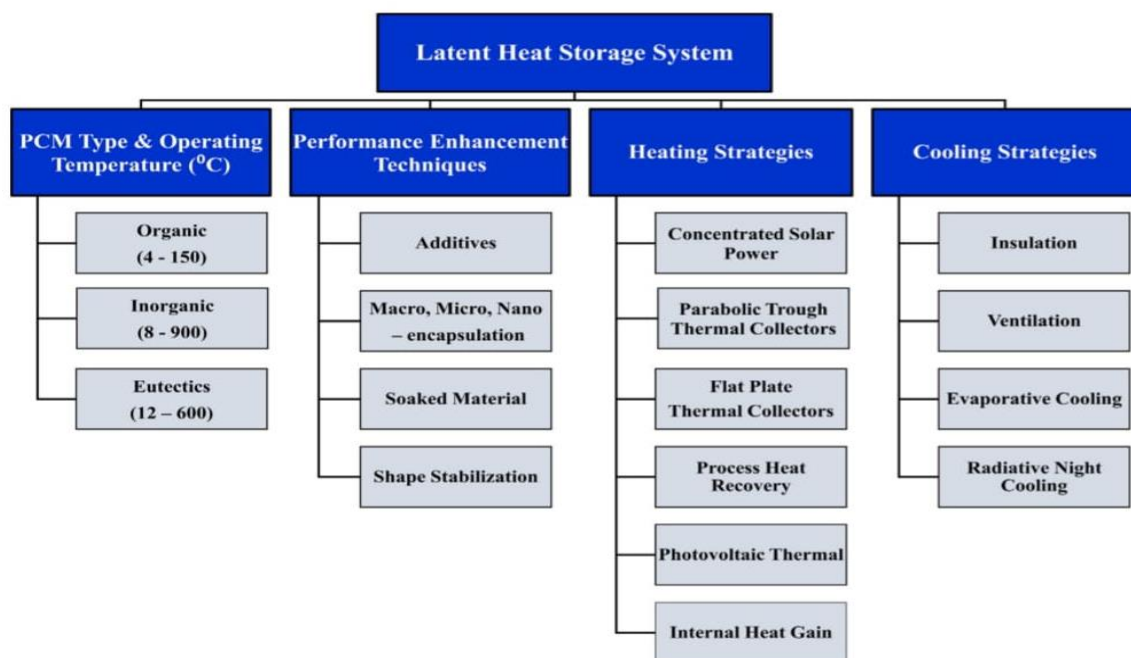 Latent Heat Storage System
PCM Type & Operating
Temperature (⁰C)
Organic
(4 - 150)
Inorganic
(8 - 900)
Eutectics
(12 – 600)
Performance Enhancement
Techniques
Additives
Macro, Micro, Nano
– encapsulation
Soaked Material
Shape Stabilization
Heating Strategies
Concentrated Solar
Power
Parabolic Trough
Thermal Collectors
Flat Plate
Thermal Collectors
Process Heat
Recovery
Photovoltaic Thermal
Internal Heat Gain
Cooling Strategies
Insulation
Ventilation
Evaporative Cooling
Radiative Night
Cooling